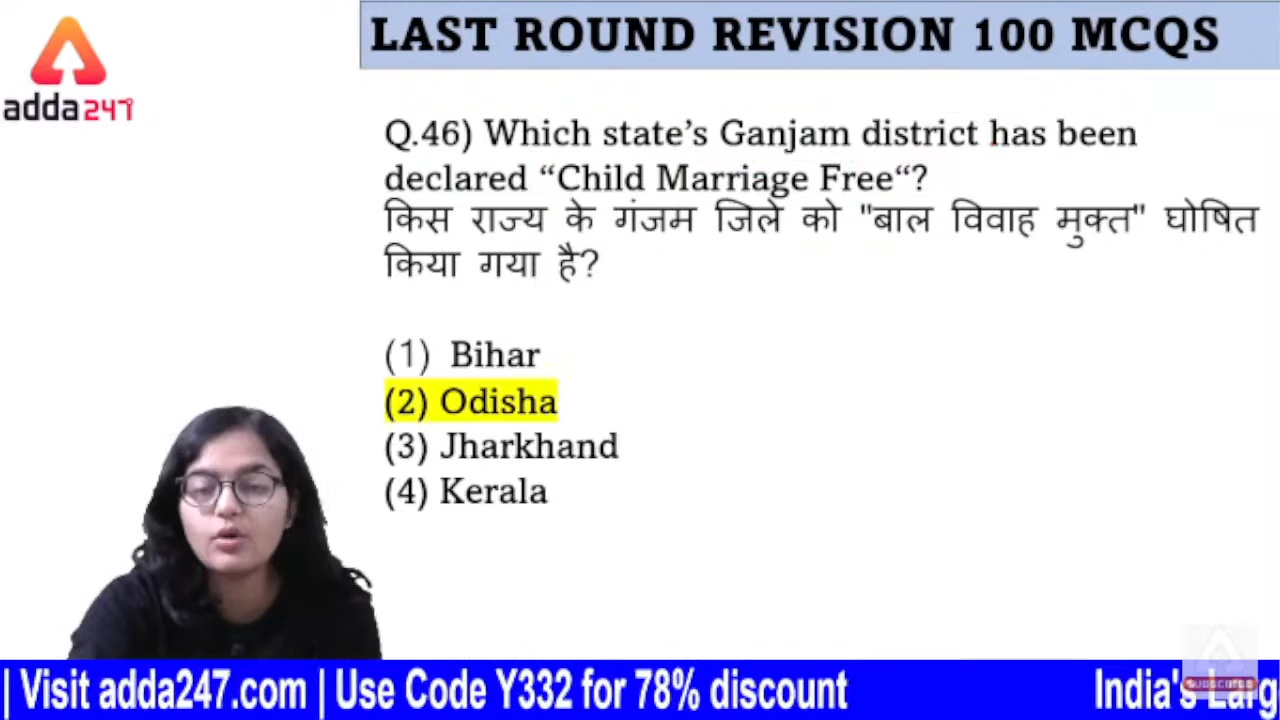 LAST ROUND REVISION 100 MCQS
adda247
Q.46) Which state's Ganjam district has been
declared “Child Marriage Free“?
किस राज्य के गंजम जिले को "बाल विवाह मुक्त" घोषित
किया गया है?
(1) Bihar
(2) Odisha
(3) Jharkhand
(4) Kerala
SUBSCRIBE
| Visit adda247.com | Use Code Y332 for 78% discount
India's Larg